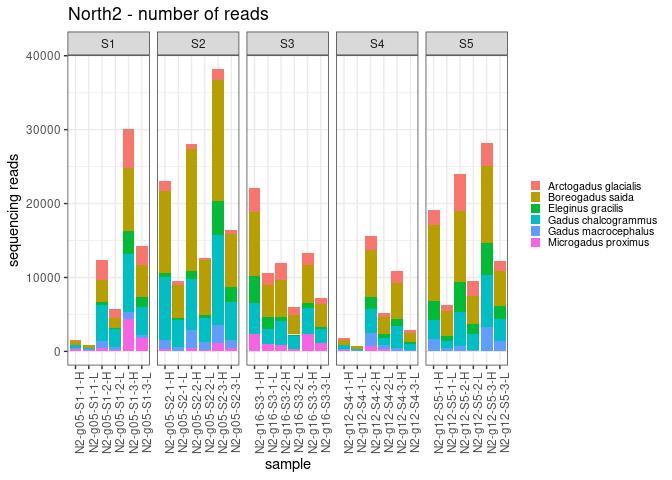 North2 - number of reads
S1 S2 S3 S4 S5
40000
30000
20000
10000
0
sequencing reads
N2-g05-S1-1-H
N2-g05-S1-1-L
N2-g05-S1-2-H
N2-g05-S1-2-L
N2-g05-S1-3-H
N2-g05-S1-3-L
N2-g05-S2-1-H
N2-g05-S2-1-L
N2-g05-S2-2-H
N2-g05-S2-2-L
N2-g05-S2-3-H
N2-g05-S2-3-L
N2-g16-S3-1-H
N2-g16-S3-1-L
N2-g16-S3-2-H
N2-g16-S3-2-L
N2-g16-S3-3-H
N2-g16-S3-3-L
N2-g12-S4-1-H
N2-g12-S4-1-L
N2-g12-S4-2-H
N2-g12-S4-2-L
N2-g12-S4-3-H
N2-g12-S4-3-L
N2-g12-S5-1-H
N2-g12-S5-1-L
N2-g12-S5-2-H
N2-g12-S5-2-L
N2-g12-S5-3-H
N2-g12-S5-3-L
sample
Arctogadus glacialis
Boreogadus saida
Eleginus gracilis
Gadus chalcogrammus
Gadus macrocephalus
Microgadus proximus